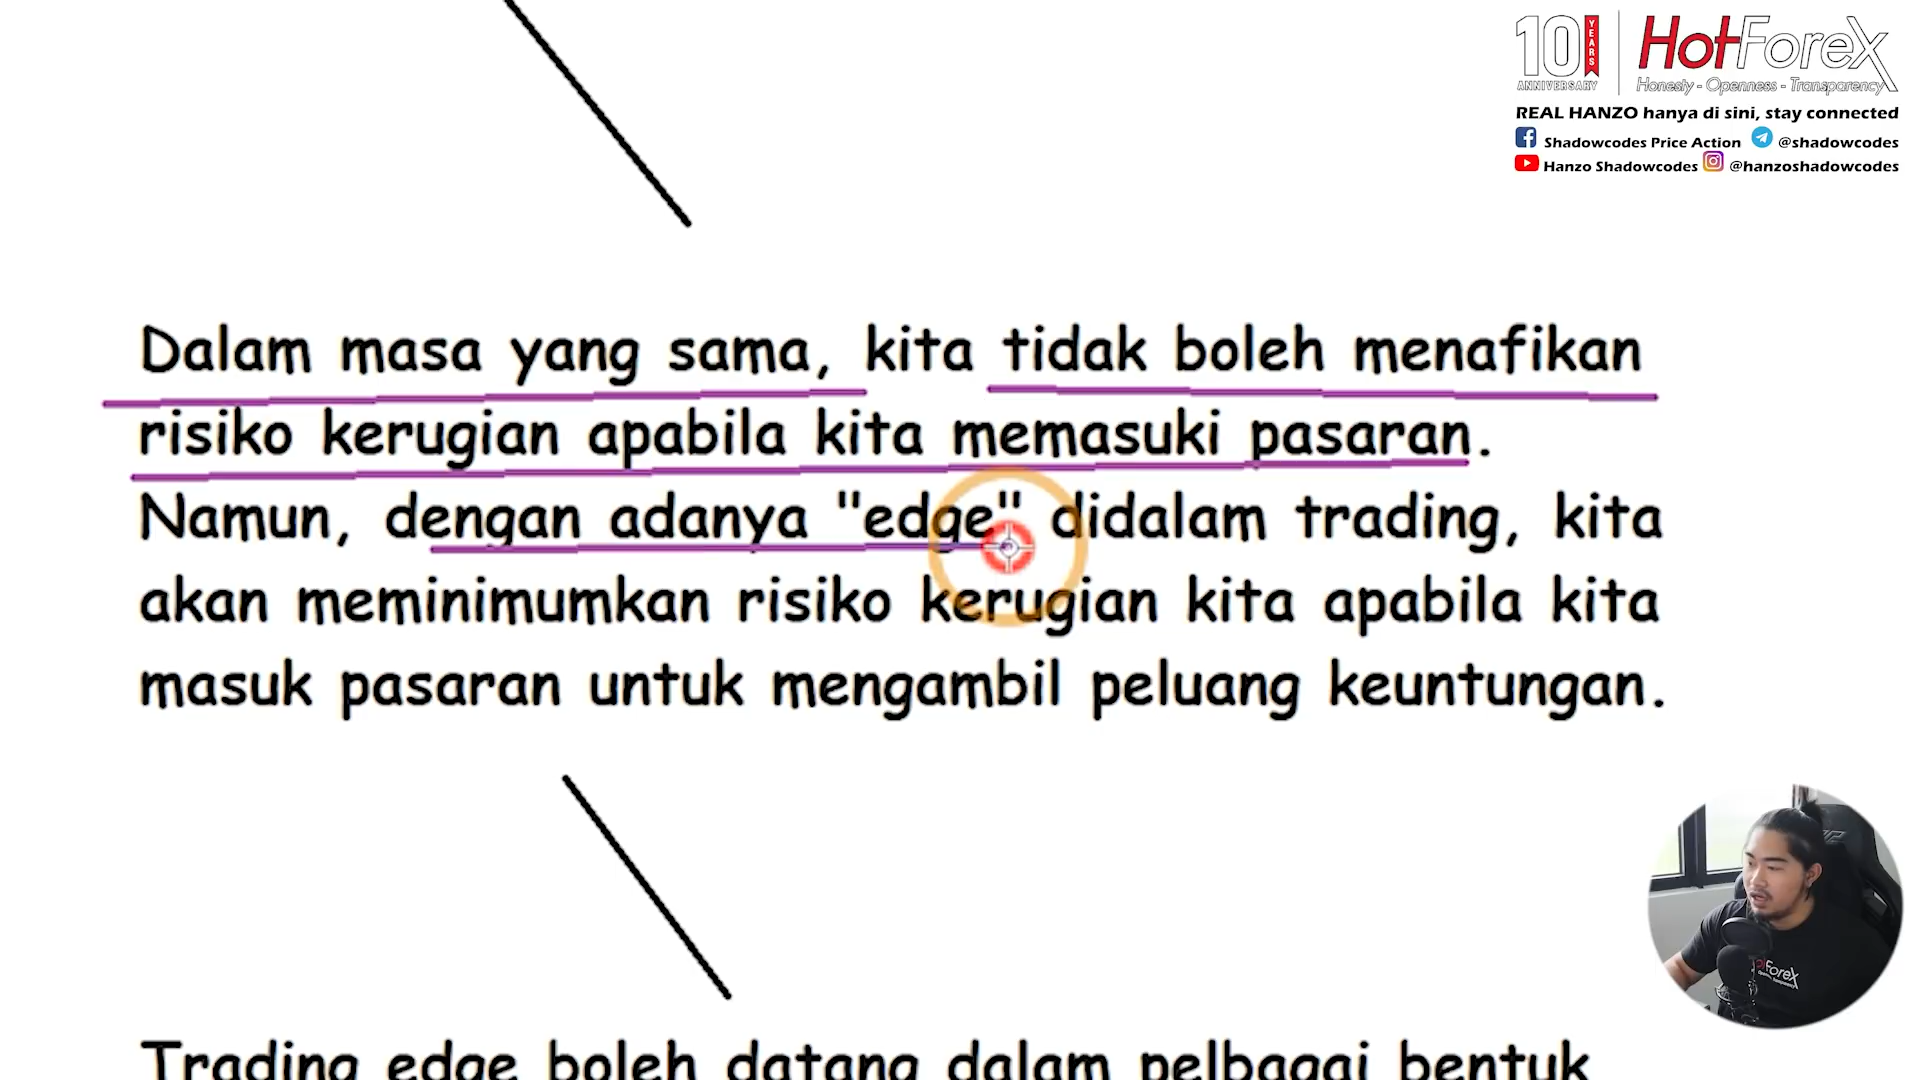 10 YEARS ANNIVERSARY
HotForex
Honesty - Openness - Transparency
REAL HANZO hanya di sini, stay connected
Shadowcodes Price Action @shadowcodes
Hanzo Shadowcodes @hanzoshadowcodes
Dalam masa yang sama, kita tidak boleh menafikan
risiko kerugian apabila kita memasuki pasaran.
Namun, dengan adanya "edge" didalam trading, kita
akan meminimumkan risiko kerugian kita apabila kita
masuk pasaran untuk mengambil peluang keuntungan.
HotForex
Trading edge boleh datang dalam pelbagai bentuk